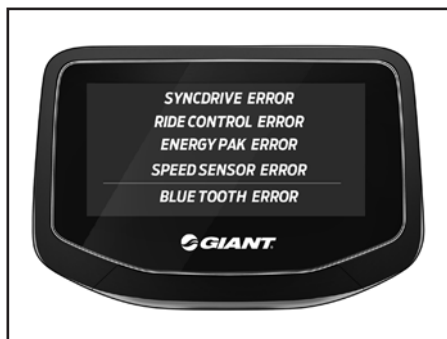 SYNCDRIVE ERROR
RIDE CONTROL ERROR
ENERGY PAK ERROR
SPEED SENSOR ERROR
BLUE TOOTH ERROR
GIANT